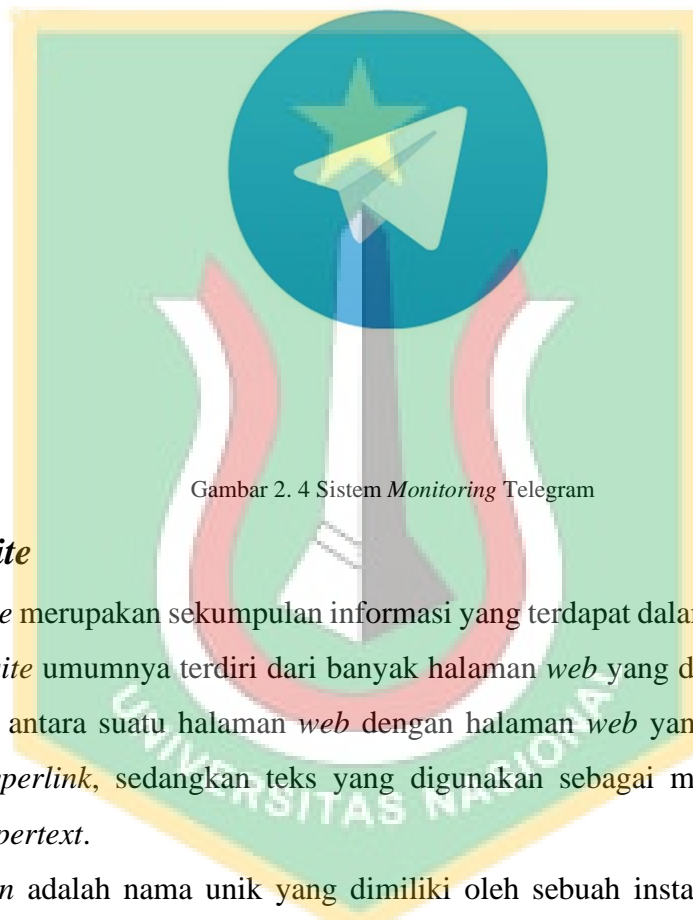 Gambar 2. 4 Sistem Monitoring Telegram
ite
e merupakan sekumpulan informasi yang terdapat dalam
ite umumnya terdiri dari banyak halaman web yang d
antara suatu halaman web dengan halaman web yan
perlink, sedangkan teks yang digunakan sebagai m
pertext.
n adalah nama unik yang dimiliki oleh sebuah insta
UNIVERSITAS NASIONAL